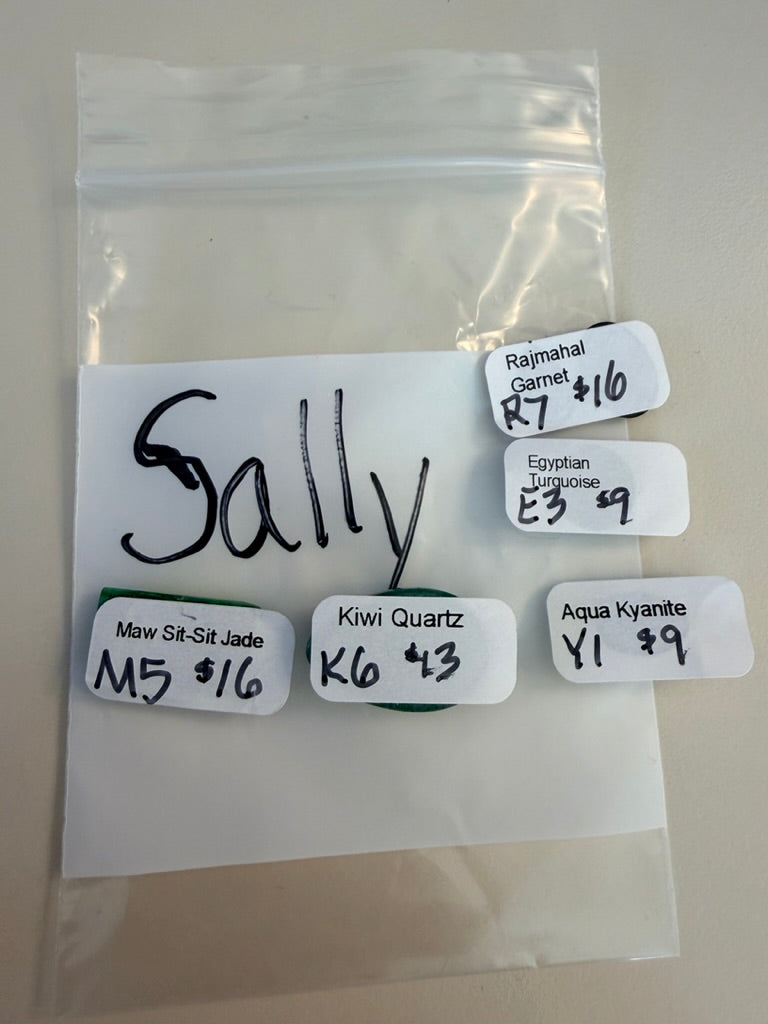 Sally
Rajmahal
Garnet
R7 $16
Egyptian
Turquoise
E3 $9
Maw Sit-Sit Jade
M5 $16
Kiwi Quartz
K6 $13
Aqua Kyanite
Y1 $9